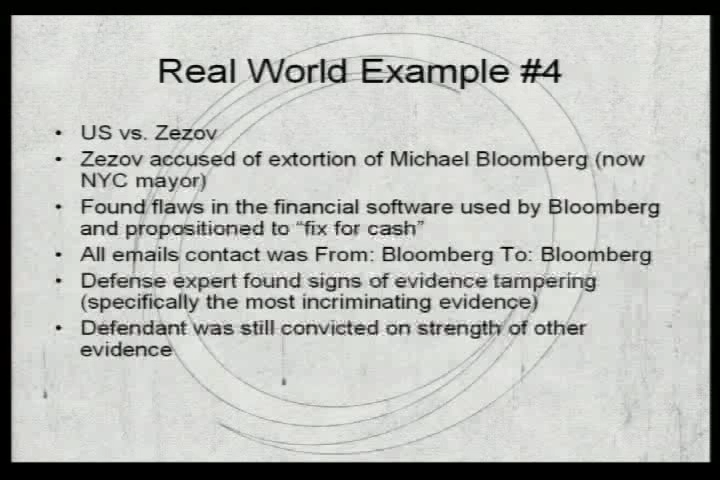 Real World Example #4
• US vs. Zezov
• Zezov accused of extortion of Michael Bloomberg (now
NYC mayor)
• Found flaws in the financial software used by Bloomberg
and propositioned to “fix for cash”
• All emails contact was From: Bloomberg To: Bloomberg
• Defense expert found signs of evidence tampering
(specifically the most incriminating evidence)
• Defendant was still convicted on strength of other
evidence